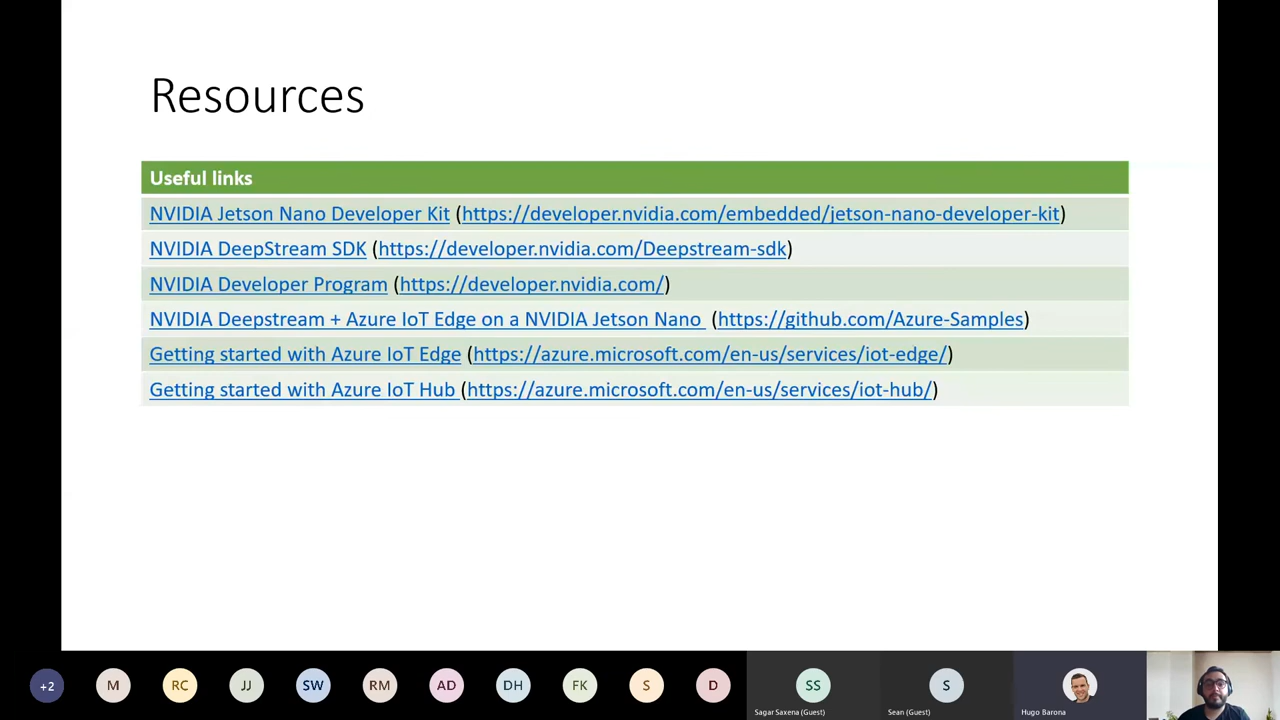 Resources
Useful links
NVIDIA Jetson Nano Developer Kit (https://developer.nvidia.com/embedded/jetson-nano-developer-kit)
NVIDIA DeepStream SDK (https://developer.nvidia.com/Deepstream-sdk)
NVIDIA Developer Program (https://developer.nvidia.com/)
NVIDIA Deepstream + Azure IoT Edge on a NVIDIA Jetson Nano (https://github.com/Azure-Samples)
Getting started with Azure IoT Edge (https://azure.microsoft.com/en-us/services/iot-edge/)
Getting started with Azure IoT Hub (https://azure.microsoft.com/en-us/services/iot-hub/)
+2 M RC JJ SW RM AD DH FK S D SS S
Sagar Saxena (Guest) Sean (Guest) Hugo Barona